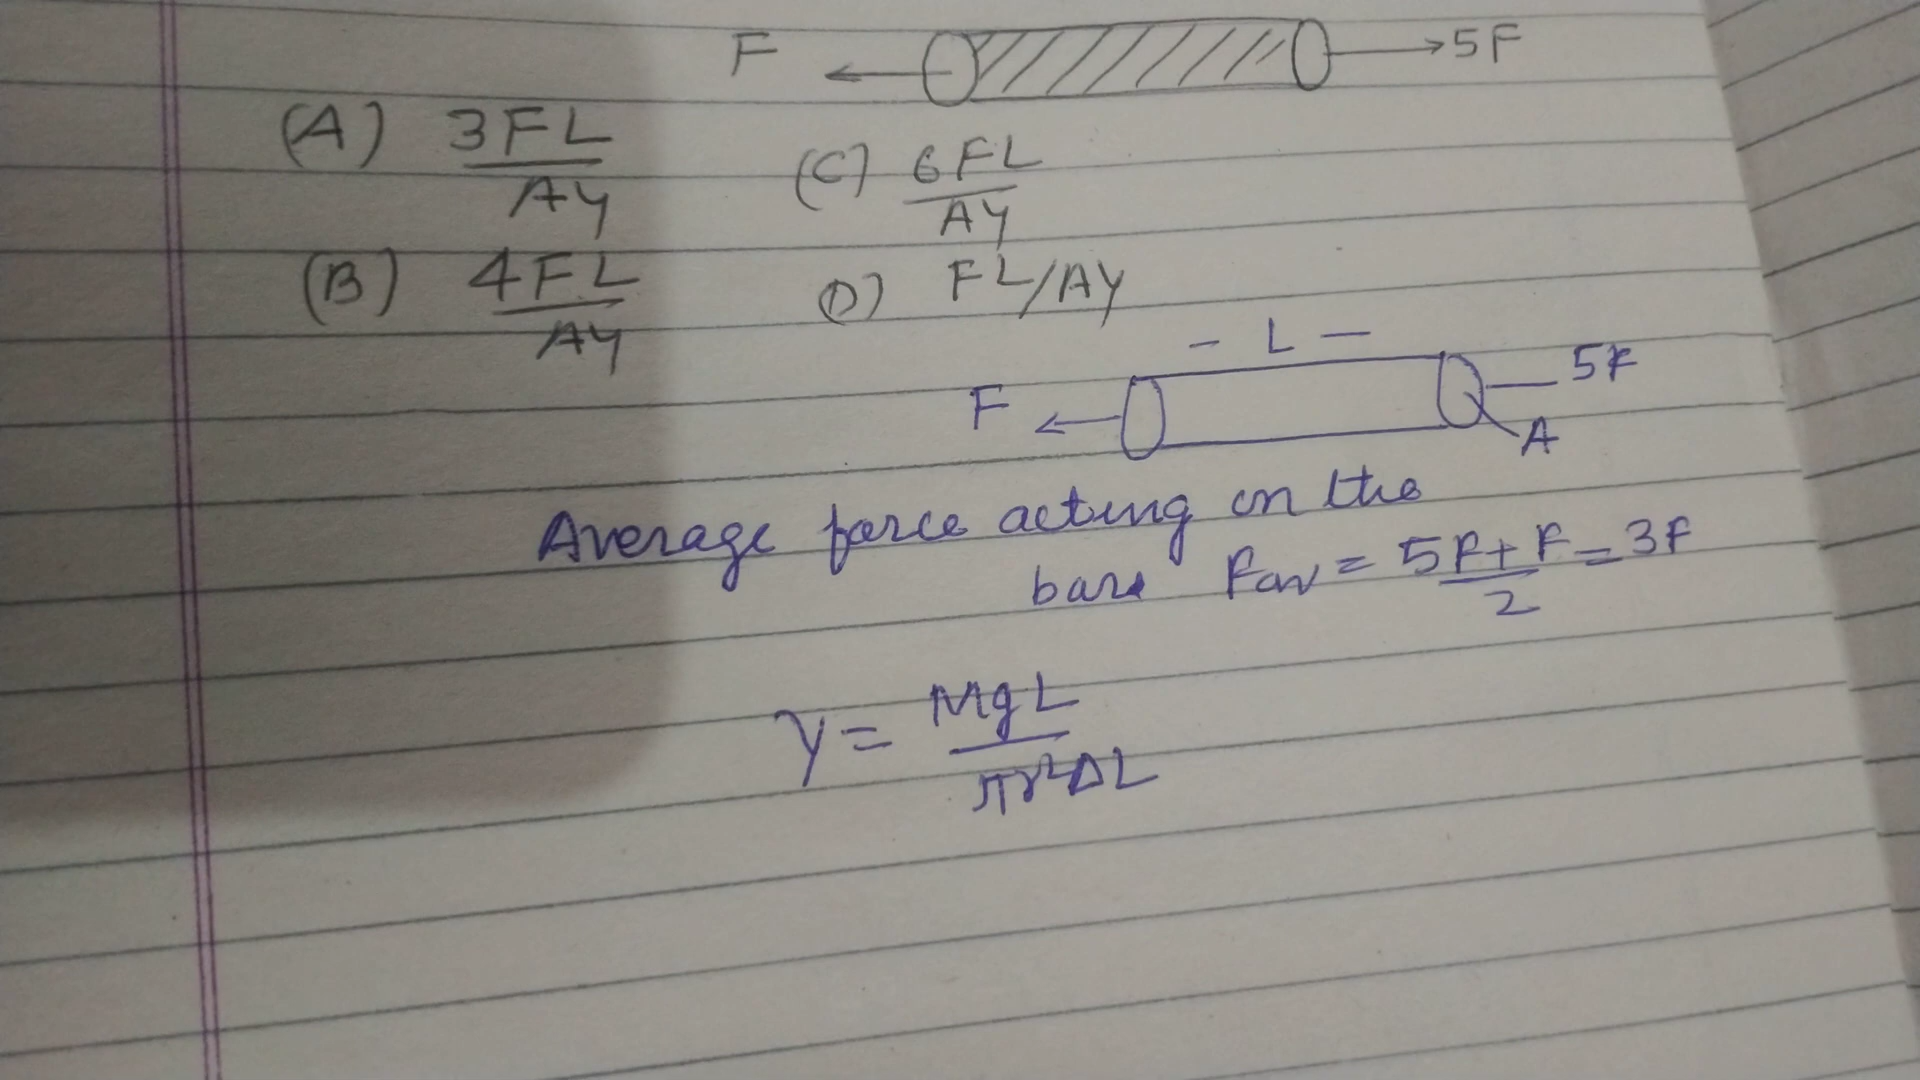 F ← → 5F
(A) 3FL/AY
(C) 6FL/AY
(B) 4FL/AY
D) FL/AY
- L -
F ← 5F
A
Average force acting on the
bare Fav = 5F+F/2 = 3F
Y = MgL/πr²ΔL